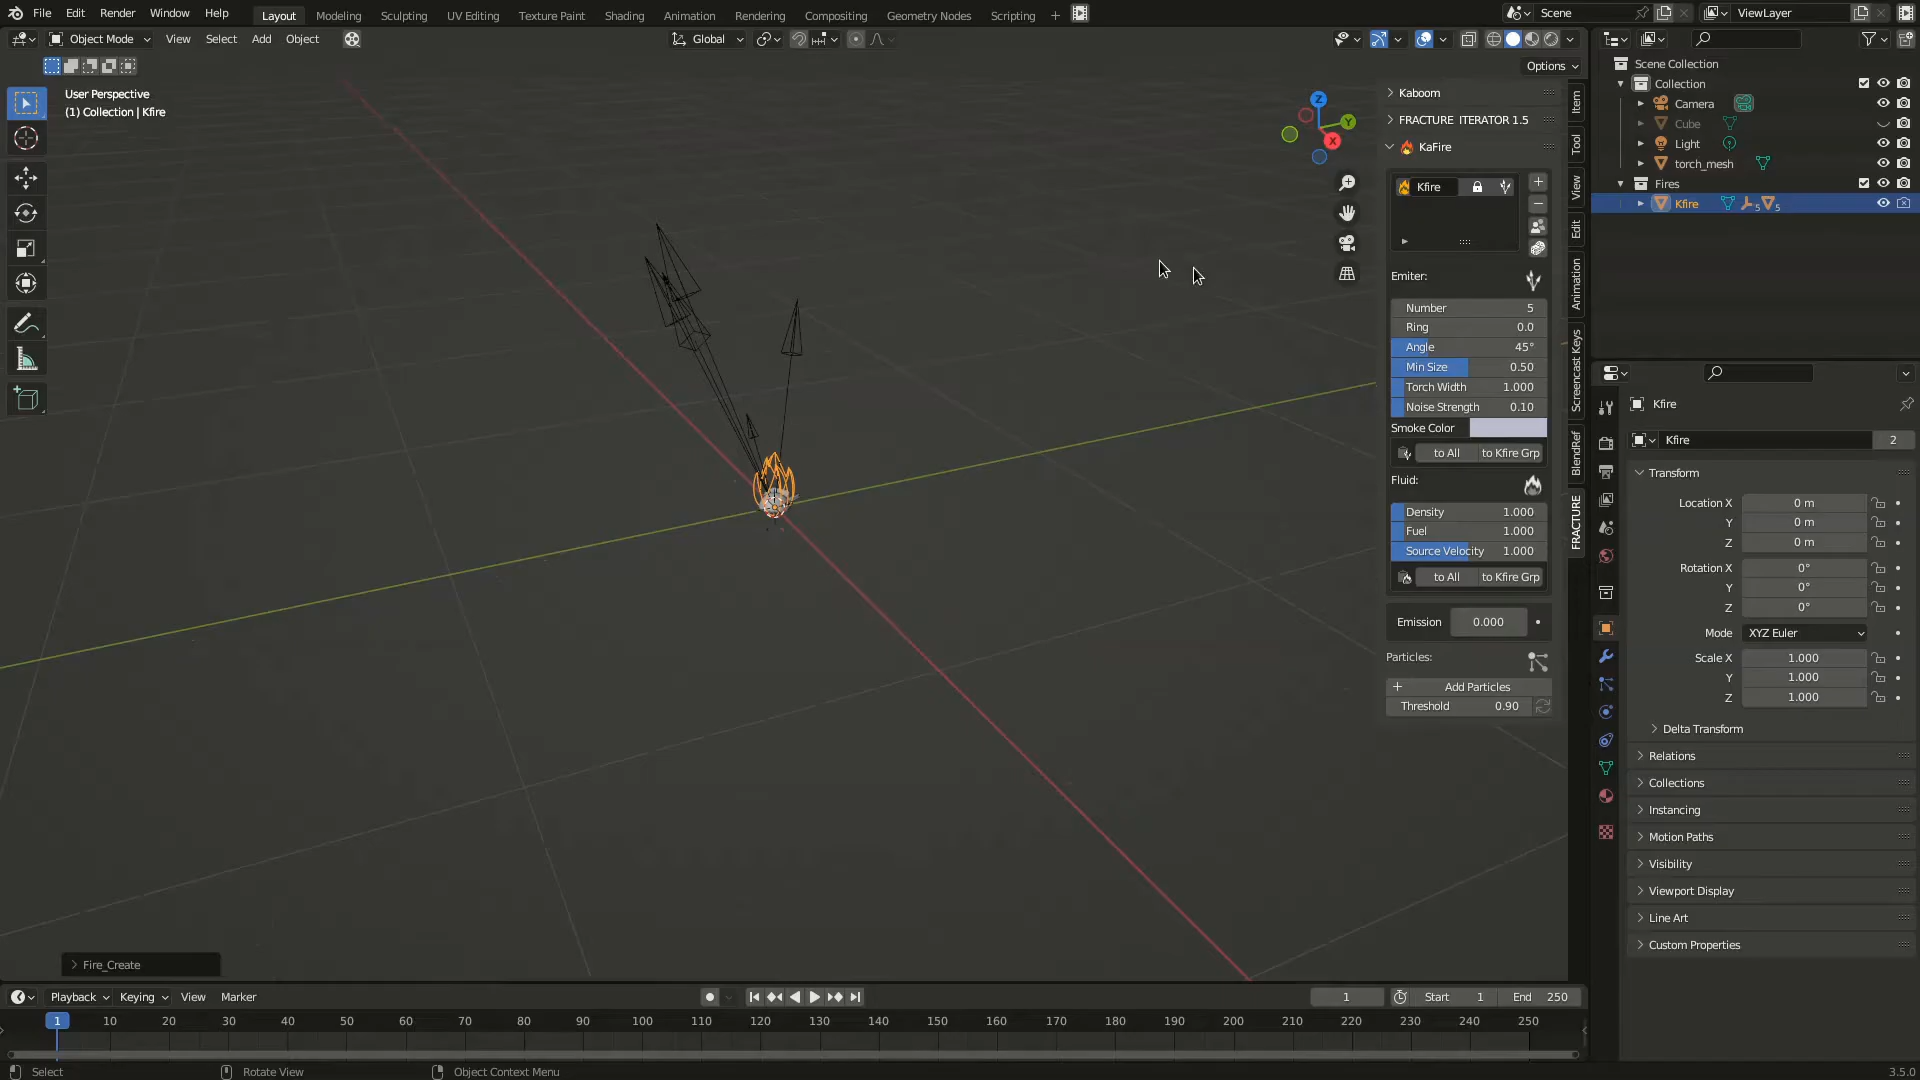 File Edit Render Window Help Layout Modeling Sculpting UV Editing Texture Paint Shading Animation Rendering Compositing Geometry Nodes Scripting + Scene ViewLayer
Object Mode View Select Add Object Global
Options
User Perspective
(1) Collection | Kfire
Z
Y
X
Kaboom
FRACTURE ITERATOR 1.5
KaFire
Kfire
Emiter:
Number 5
Ring 0.0
Angle 45°
Min Size 0.50
Torch Width 1.000
Noise Strength 0.10
Smoke Color
to All to Kfire Grp
Fluid:
Density 1.000
Fuel 1.000
Source Velocity 1.000
to All to Kfire Grp
Emission 0.000
Particles:
Add Particles
Threshold 0.90
Item
Tool
View
Edit
Animation
Screencast Keys
BlendRef
FRACTURE
Scene Collection
Collection
Camera
Cube
Light
torch_mesh
Fires
Kfire 5 5
Kfire
Kfire 2
Transform
Location X 0 m
Y 0 m
Z 0 m
Rotation X 0°
Y 0°
Z 0°
Mode XYZ Euler
Scale X 1.000
Y 1.000
Z 1.000
Delta Transform
Relations
Collections
Instancing
Motion Paths
Visibility
Viewport Display
Line Art
Custom Properties
Fire_Create
Playback Keying View Marker 1 Start 1 End 250
1 10 20 30 40 50 60 70 80 90 100 110 120 130 140 150 160 170 180 190 200 210 220 230 240 250
Select Rotate View Object Context Menu 3.5.0